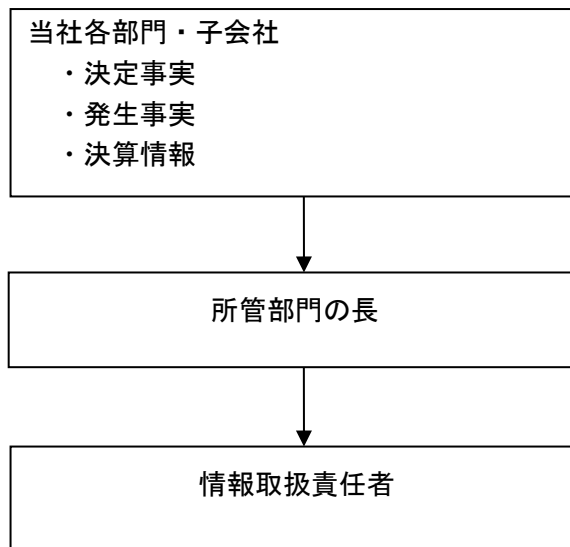 当社各部門・子会社
・決定事実
・発生事実
・決算情報
所管部門の長
情報取扱責任者